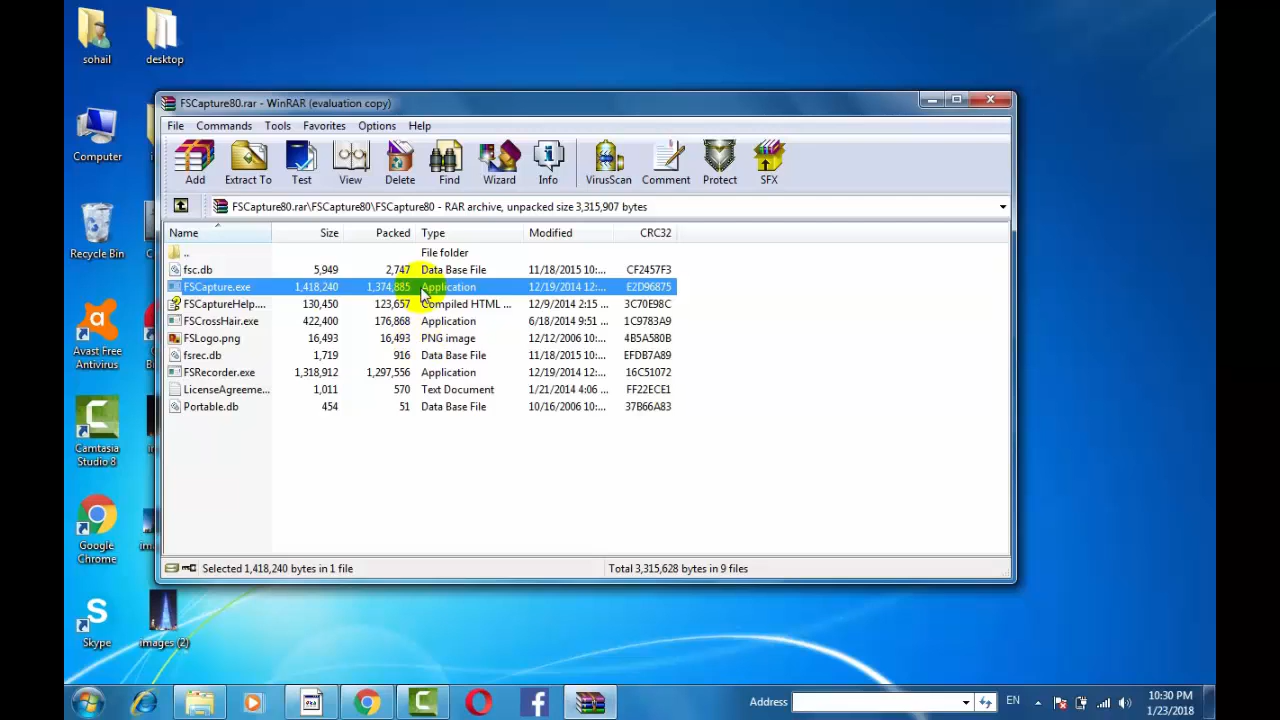 sohail
desktop
Computer
Recycle Bin
Avast Free
Antivirus
Camtasia
Studio 8
Google
Chrome
Skype
images (2)
FSCapture80.rar - WinRAR (evaluation copy)
File Commands Tools Favorites Options Help
Add Extract To Test View Delete Find Wizard Info VirusScan Comment Protect SFX
FSCapture80.rar\FSCapture80\FSCapture80 - RAR archive, unpacked size 3,315,907 bytes
Name Size Packed Type Modified CRC32
.. File folder
fsc.db 5,949 2,747 Data Base File 11/18/2015 10:... CF2457F3
FSCapture.exe 1,418,240 1,374,885 Application 12/19/2014 12:... E2D96875
FSCaptureHelp.... 130,450 123,657 Compiled HTML ... 12/9/2014 2:15 ... 3C70E98C
FSCrossHair.exe 422,400 176,868 Application 6/18/2014 9:51 ... 1C9783A9
FSLogo.png 16,493 16,493 PNG image 12/12/2006 10:... 4B5A580B
fsrec.db 1,719 916 Data Base File 11/18/2015 10:... EFDB7A89
FSRecorder.exe 1,318,912 1,297,556 Application 12/19/2014 12:... 16C51072
LicenseAgreeme... 1,011 570 Text Document 1/21/2014 4:06 ... FF22ECE1
Portable.db 454 51 Data Base File 10/16/2006 10:... 37B66A83
Selected 1,418,240 bytes in 1 file
Total 3,315,628 bytes in 9 files
Address
EN
10:30 PM
1/23/2018